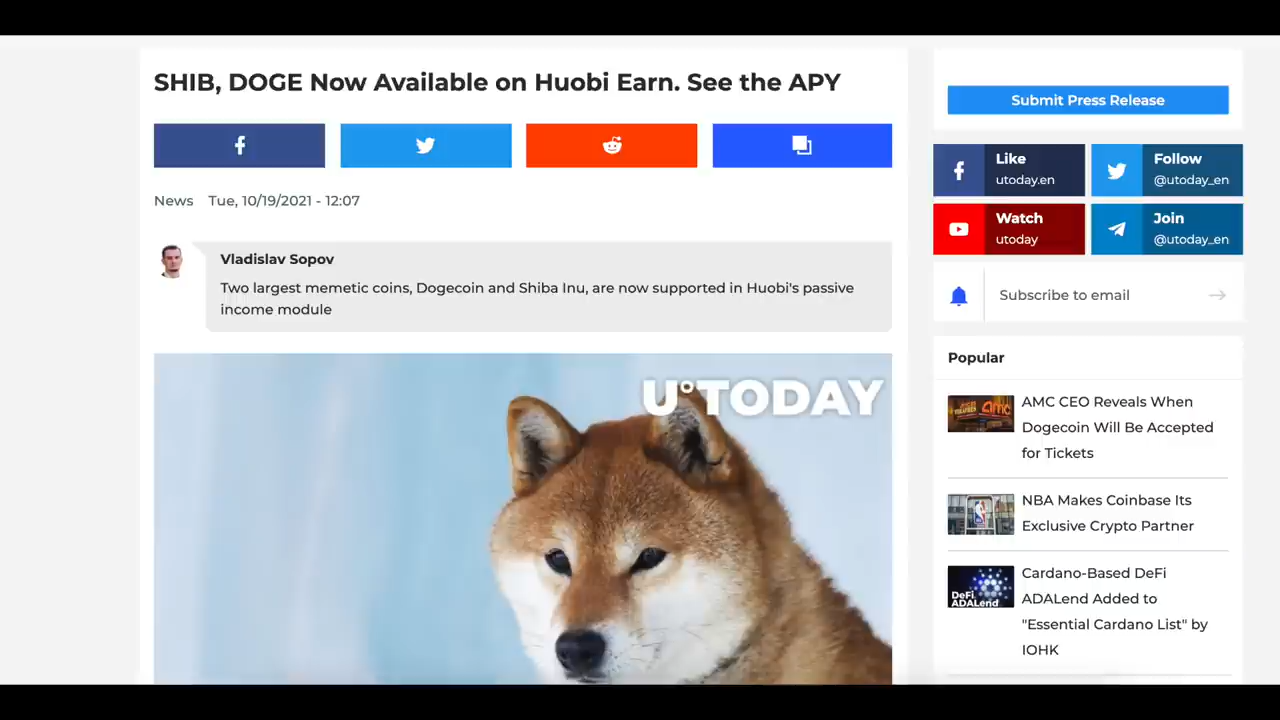 SHIB, DOGE Now Available on Huobi Earn. See the APY
News Tue, 10/19/2021 - 12:07
Vladislav Sopov
Two largest memetic coins, Dogecoin and Shiba Inu, are now supported in Huobi's passive
income module
U°TODAY
Submit Press Release
Like
utoday.en
Follow
@utoday_en
Watch
utoday
Join
@utoday_en
Subscribe to email
Popular
AMC CEO Reveals When
Dogecoin Will Be Accepted
for Tickets
NBA Makes Coinbase Its
Exclusive Crypto Partner
DeFi
ADALend
Cardano-Based DeFi
ADALend Added to
"Essential Cardano List" by
IOHK